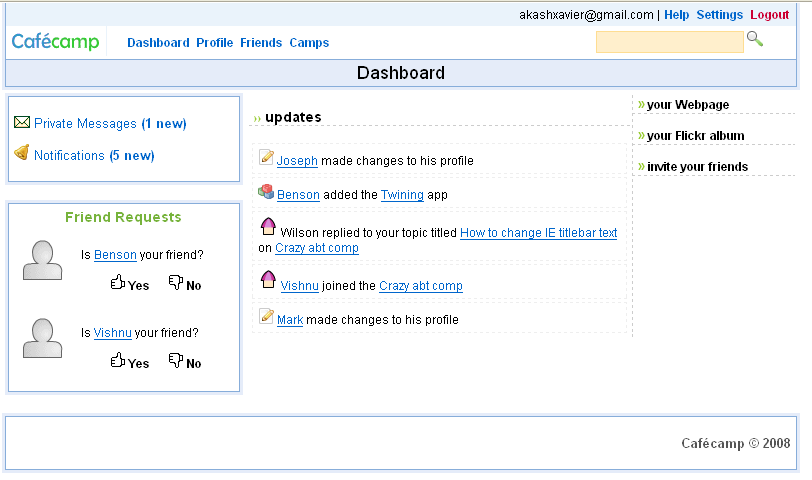 akashxavier@gmail.com | Help Settings Logout
Cafécamp Dashboard Profile Friends Camps
Dashboard
Private Messages (1 new)
Notifications (5 new)
Friend Requests
Is Benson your friend?
Yes No
Is Vishnu your friend?
Yes No
›› updates
Joseph made changes to his profile
Benson added the Twining app
Wilson replied to your topic titled How to change IE titlebar text
on Crazy abt comp
Vishnu joined the Crazy abt comp
Mark made changes to his profile
» your Webpage
» your Flickr album
» invite your friends
Cafécamp © 2008